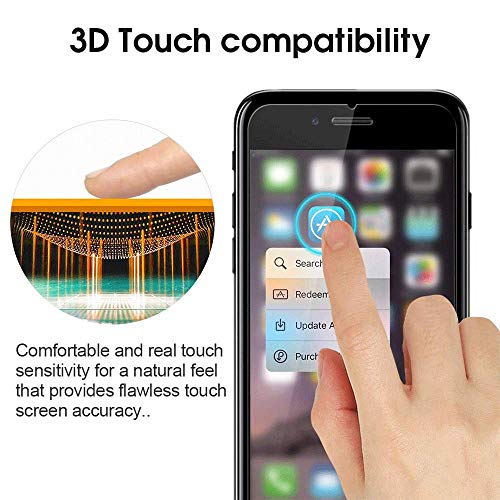 3D Touch compatibility
Search
Redeem
Update A
Purch
Comfortable and real touch
sensitivity for a natural feel
that provides flawless touch
screen accuracy..